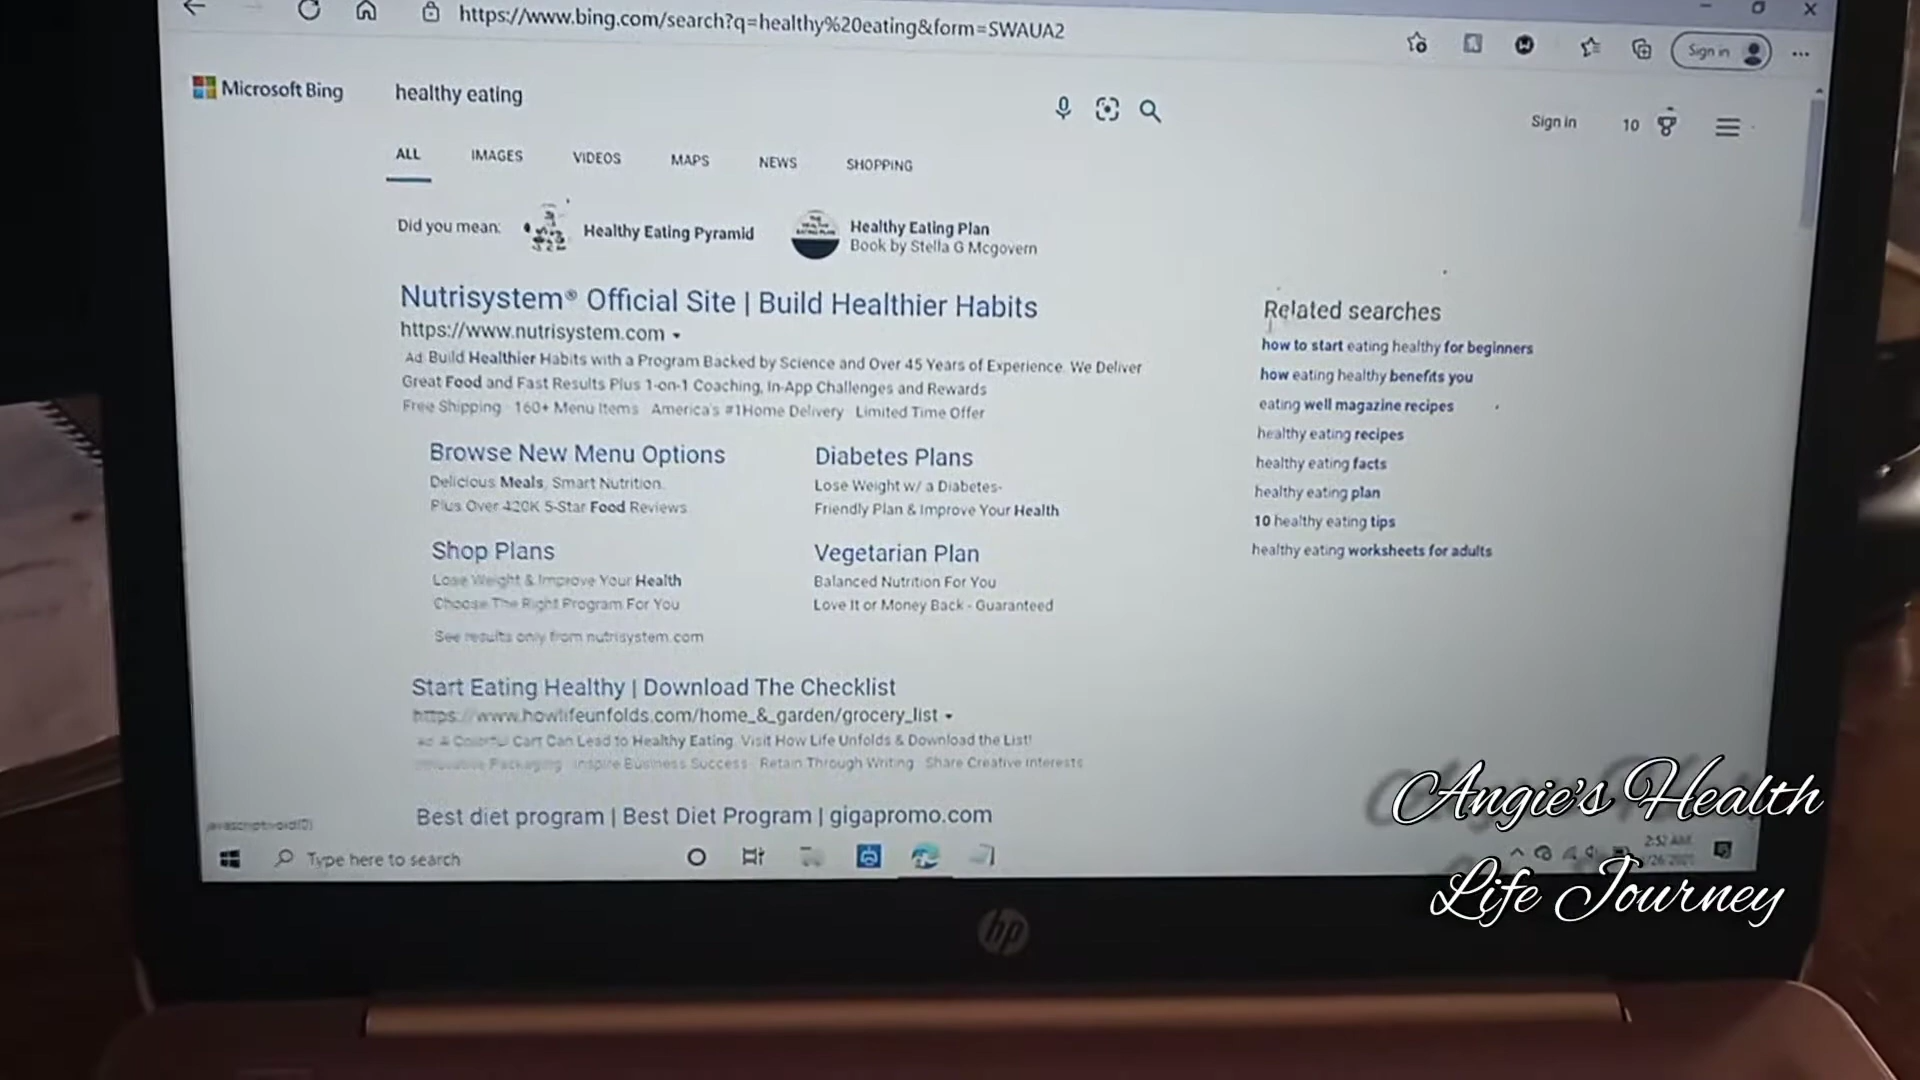 https://www.bing.com/search?q=healthy%20eating&form=SWAUA2
Sign in
Microsoft Bing
healthy eating
Sign in
10
ALL
IMAGES
VIDEOS
MAPS
NEWS
SHOPPING
Did you mean:
Healthy Eating Pyramid
Healthy Eating Plan
Book by Stella G Mcgovern
Nutrisystem® Official Site | Build Healthier Habits
https://www.nutrisystem.com
Ad Build Healthier Habits with a Program Backed by Science and Over 45 Years of Experience. We Deliver
Great Food and Fast Results Plus 1-on-1 Coaching, In-App Challenges and Rewards
Free Shipping · 160+ Menu Items · America's #1Home Delivery · Limited Time Offer
Browse New Menu Options
Delicious Meals, Smart Nutrition.
Plus Over 420K 5-Star Food Reviews
Diabetes Plans
Lose Weight w/ a Diabetes-
Friendly Plan & Improve Your Health
Shop Plans
Lose Weight & Improve Your Health
Choose The Right Program For You
Vegetarian Plan
Balanced Nutrition For You
Love It or Money Back - Guaranteed
See results only from nutrisystem.com
Start Eating Healthy | Download The Checklist
https://www.howlifeunfolds.com/home_&_garden/grocery_list
Ad A Colorful Cart Can Lead to Healthy Eating. Visit How Life Unfolds & Download the List!
Innovative Packaging · Inspire Business Success · Retain Through Writing · Share Creative Interests
Best diet program | Best Diet Program | gigapromo.com
Related searches
how to start eating healthy for beginners
how eating healthy benefits you
eating well magazine recipes
healthy eating recipes
healthy eating facts
healthy eating plan
10 healthy eating tips
healthy eating worksheets for adults
javascript:void(0)
Type here to search
2:52 AM
hp
Angie's Health
Life Journey